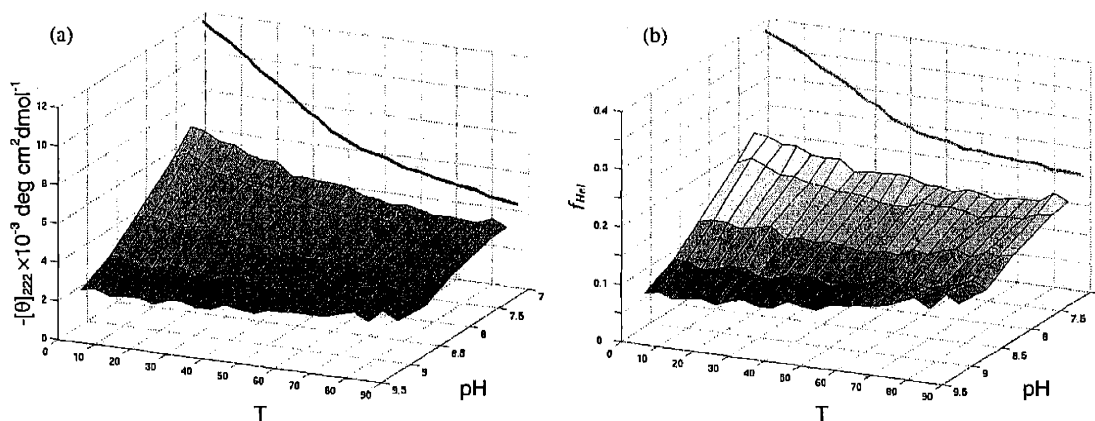 (a)
-[θ]222 ×10-3 deg cm2dmol-1
12
10
8
6
4
2
0
0 10 20 30 40 50 60 70 80 90
9.5 9 8.5 8 7.5 7
T
pH
(b)
fHel
0.4
0.3
0.2
0.1
0
0 10 20 30 40 50 60 70 80 90
9.5 9 8.5 8 7.5
T
pH